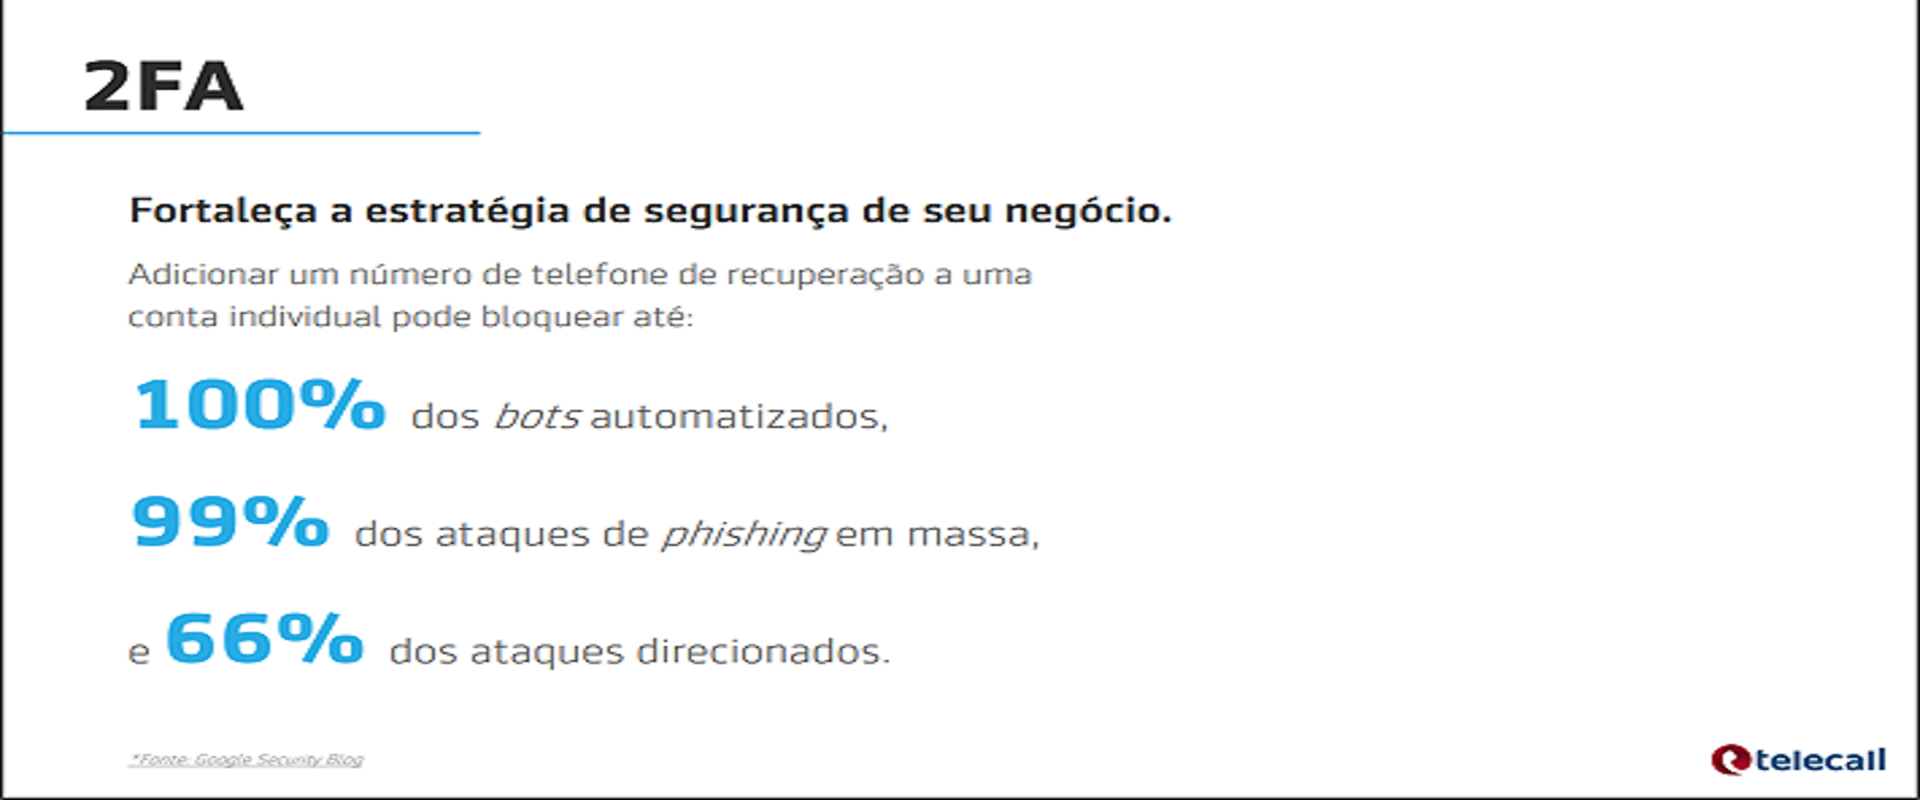 2FA
Fortaleça a estratégia de segurança de seu negócio.
Adicionar um número de telefone de recuperação a uma
conta individual pode bloquear até:
100% dos bots automatizados,
99% dos ataques de phishing em massa,
e 66% dos ataques direcionados.
*Fonte: Google Security Blog
telecall